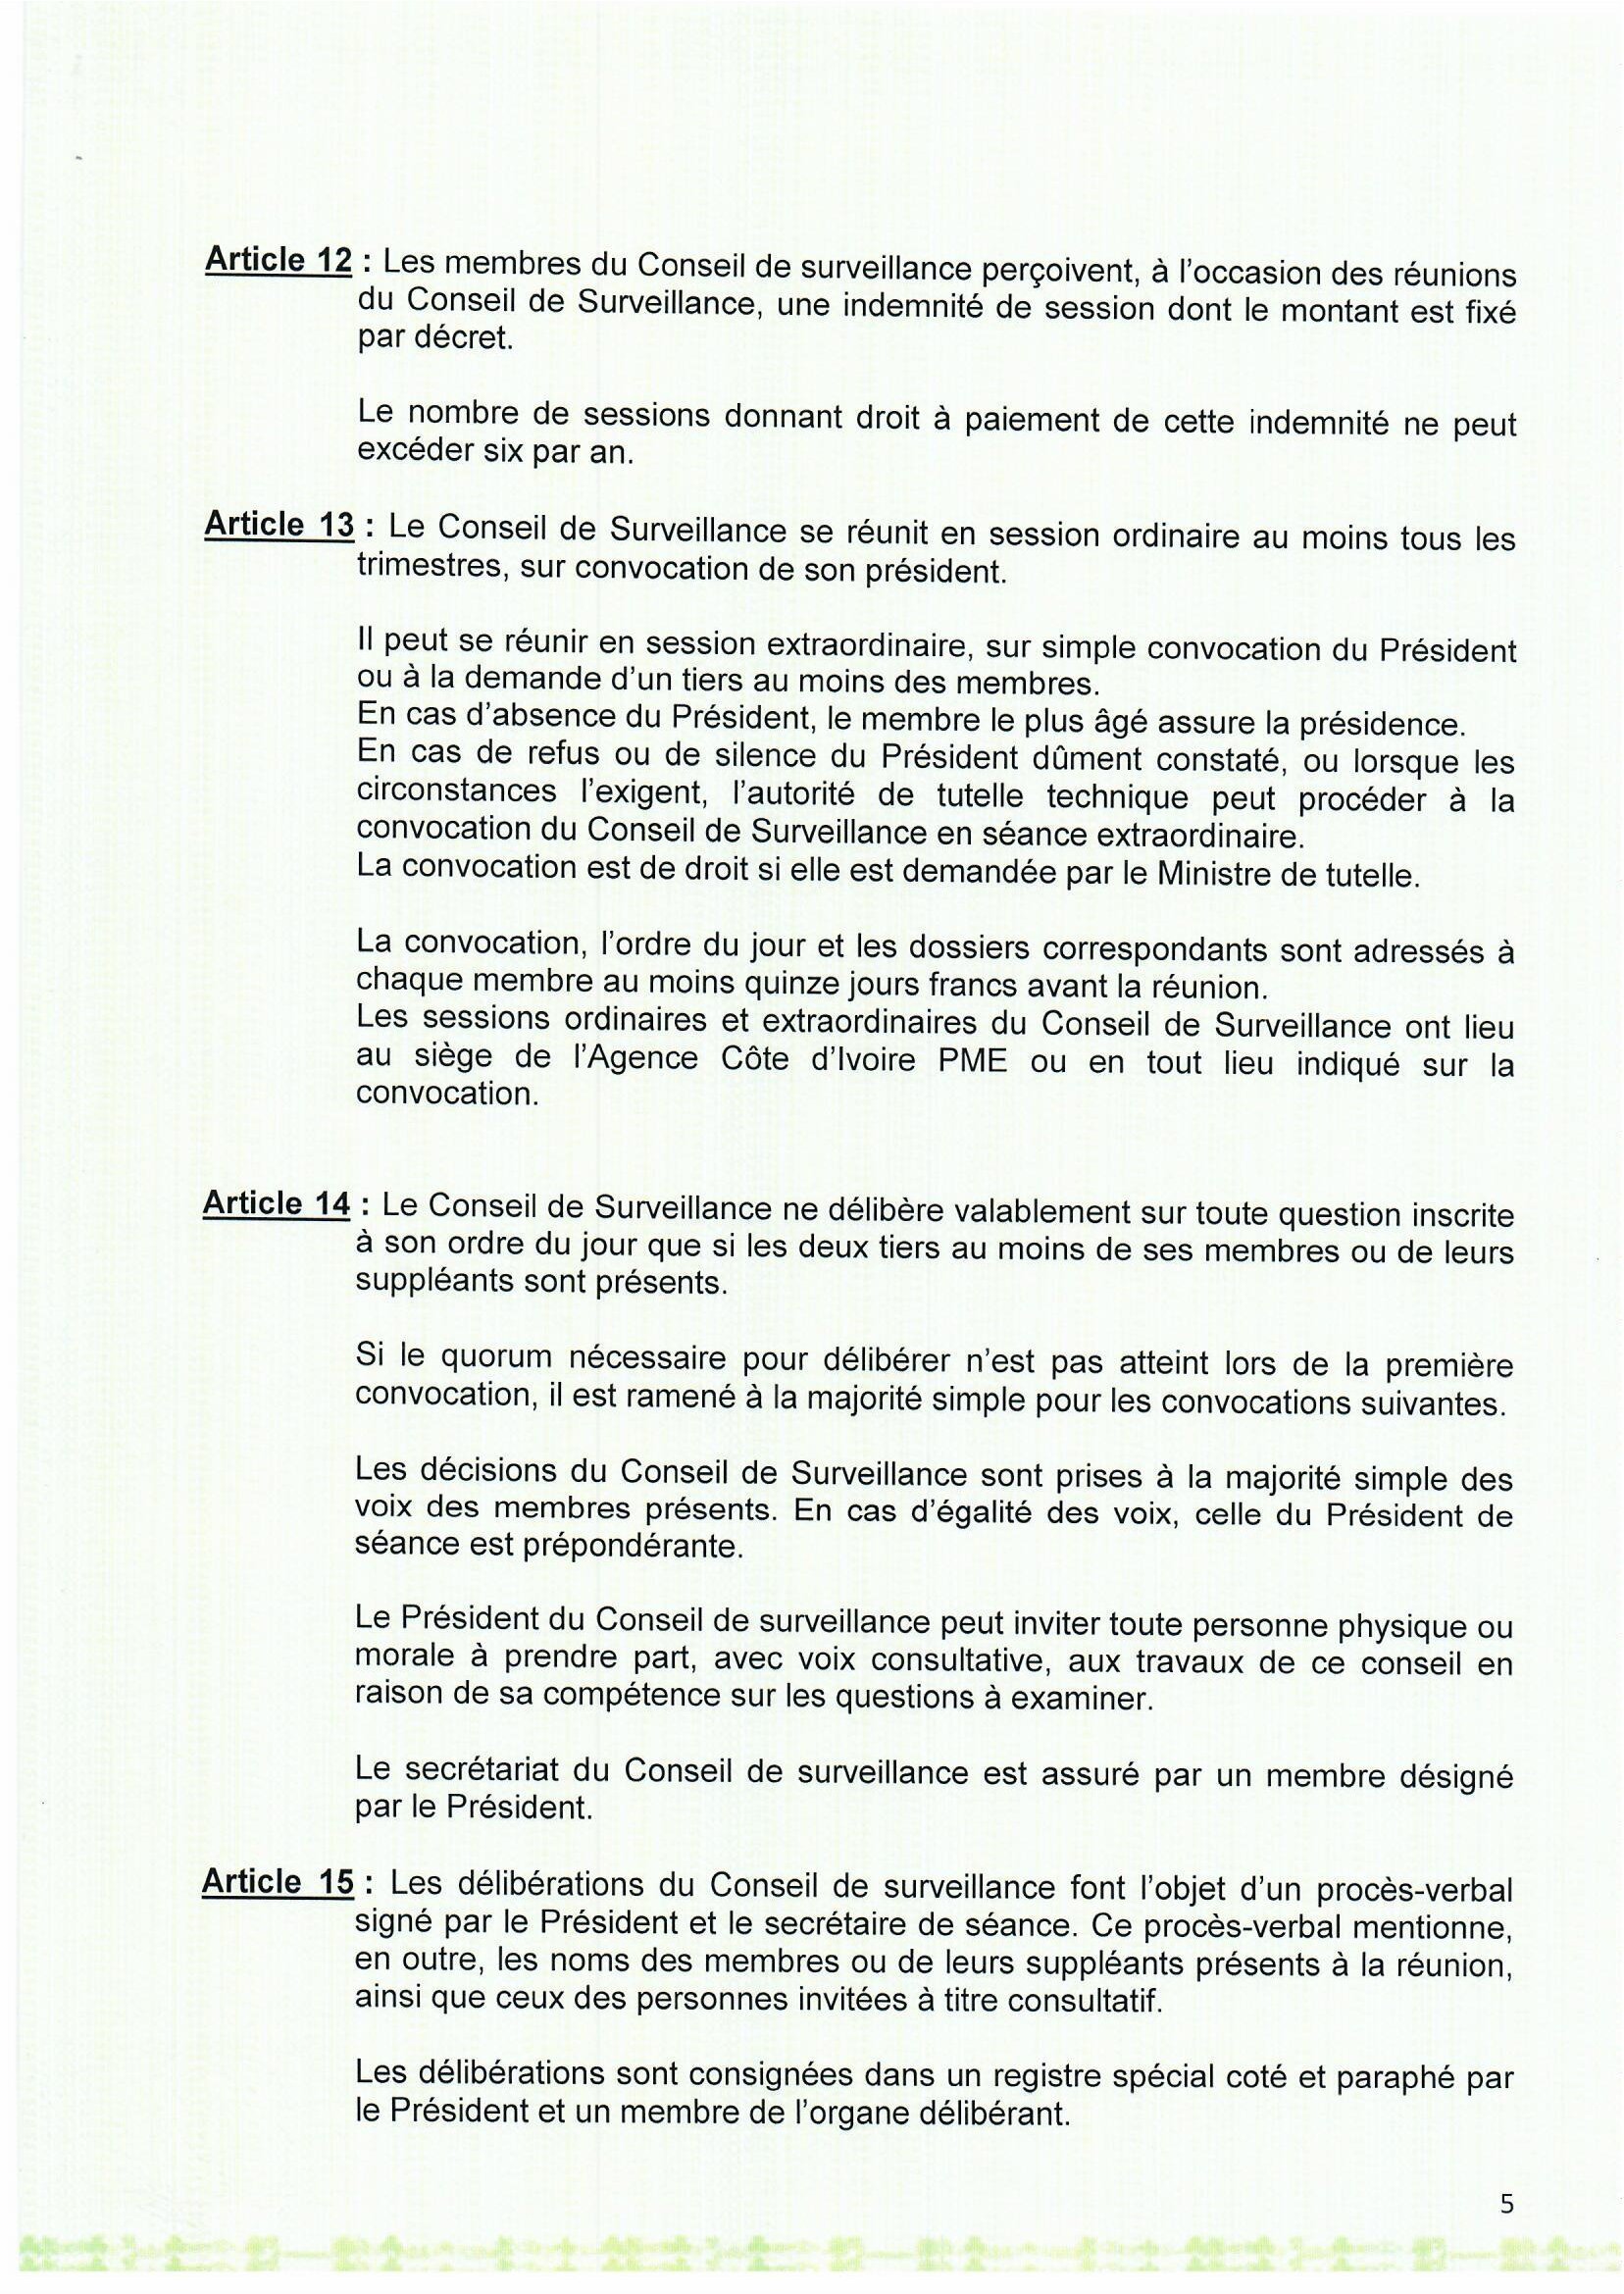 Article 12 : Les membres du Conseil de surveillance perçoivent, à l'occasion des réunions
du Conseil de Surveillance, une indemnité de session dont le montant est fixé
par décret.
Le nombre de sessions donnant droit à paiement de cette indemnité ne peut
excéder six par an.
Article 13 : Le Conseil de Surveillance se réunit en session ordinaire au moins tous les
trimestres, sur convocation de son président.
Il peut se réunir en session extraordinaire, sur simple convocation du Président
ou à la demande d'un tiers au moins des membres.
En cas d'absence du Président, le membre le plus âgé assure la présidence.
En cas de refus ou de silence du Président dûment constaté, ou lorsque les
circonstances l'exigent, l'autorité de tutelle technique peut procéder à la
convocation du Conseil de Surveillance en séance extraordinaire.
La convocation est de droit si elle est demandée par le Ministre de tutelle.
La convocation, l'ordre du jour et les dossiers correspondants sont adressés à
chaque membre au moins quinze jours francs avant la réunion.
Les sessions ordinaires et extraordinaires du Conseil de Surveillance ont lieu
au siège de l'Agence Côte d'Ivoire PME ou en tout lieu indiqué sur la
convocation.
Article 14 : Le Conseil de Surveillance ne délibère valablement sur toute question inscrite
à son ordre du jour que si les deux tiers au moins de ses membres ou de leurs
suppléants sont présents.
Si le quorum nécessaire pour délibérer n'est pas atteint lors de la première
convocation, il est ramené à la majorité simple pour les convocations suivantes.
Les décisions du Conseil de Surveillance sont prises à la majorité simple des
voix des membres présents. En cas d'égalité des voix, celle du Président de
séance est prépondérante.
Le Président du Conseil de surveillance peut inviter toute personne physique ou
morale à prendre part, avec voix consultative, aux travaux de ce conseil en
raison de sa compétence sur les questions à examiner.
Le secrétariat du Conseil de surveillance est assuré par un membre désigné
par le Président.
Article 15 : Les délibérations du Conseil de surveillance font l'objet d'un procès-verbal
signé par le Président et le secrétaire de séance. Ce procès-verbal mentionne,
en outre, les noms des membres ou de leurs suppléants présents à la réunion,
ainsi que ceux des personnes invitées à titre consultatif.
Les délibérations sont consignées dans un registre spécial coté et paraphé par
le Président et un membre de l'organe délibérant.
5